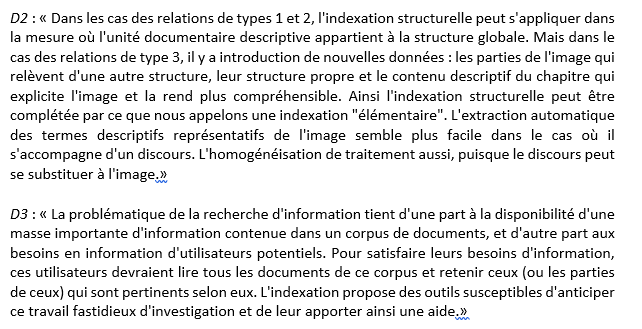 D2 : « Dans les cas des relations de types 1 et 2, l'indexation structurelle peut s'appliquer dans
la mesure où l'unité documentaire descriptive appartient à la structure globale. Mais dans le
cas des relations de type 3, il y a introduction de nouvelles données : les parties de l'image qui
relèvent d'une autre structure, leur structure propre et le contenu descriptif du chapitre qui
explicite l'image et la rend plus compréhensible. Ainsi l'indexation structurelle peut être
complétée par ce que nous appelons une indexation "élémentaire". L'extraction automatique
des termes descriptifs représentatifs de l'image semble plus facile dans le cas où il
s'accompagne d'un discours. L'homogénéisation de traitement aussi, puisque le discours peut
se substituer à l'image.»
D3 : « La problématique de la recherche d'information tient d'une part à la disponibilité d'une
masse importante d'information contenue dans un corpus de documents, et d'autre part aux
besoins en information d'utilisateurs potentiels. Pour satisfaire leurs besoins d'information,
ces utilisateurs devraient lire tous les documents de ce corpus et retenir ceux (ou les parties
de ceux) qui sont pertinents selon eux. L'indexation propose des outils susceptibles d'anticiper
ce travail fastidieux d'investigation et de leur apporter ainsi une aide.»